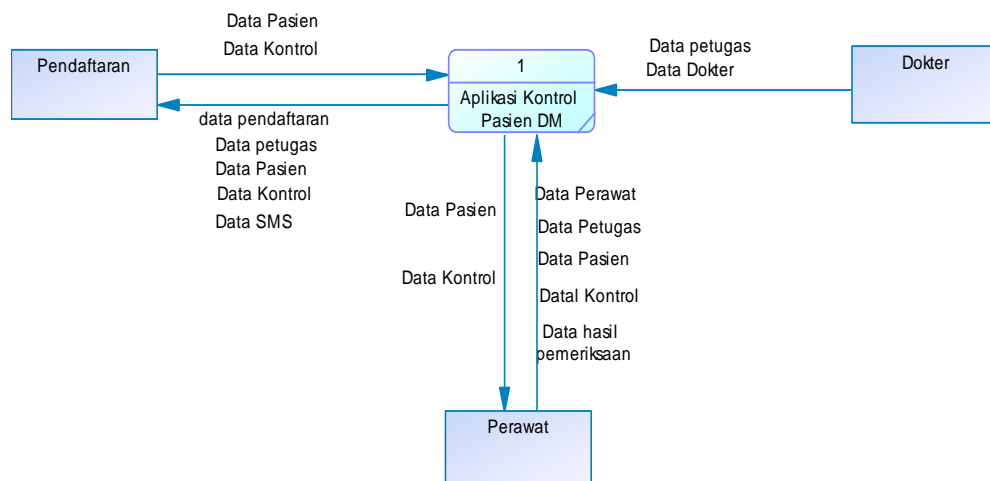 Data Pasien
Data Kontrol
Pendaftaran
1
Aplikasi Kontrol
Pasien DM
Data petugas
Data Dokter
Dokter
data pendaftaran
Data petugas
Data Pasien
Data Kontrol
Data SMS
Data Pasien
Data Kontrol
Data Perawat
Data Petugas
Data Pasien
Datal Kontrol
Data hasil
pemeriksaan
Perawat